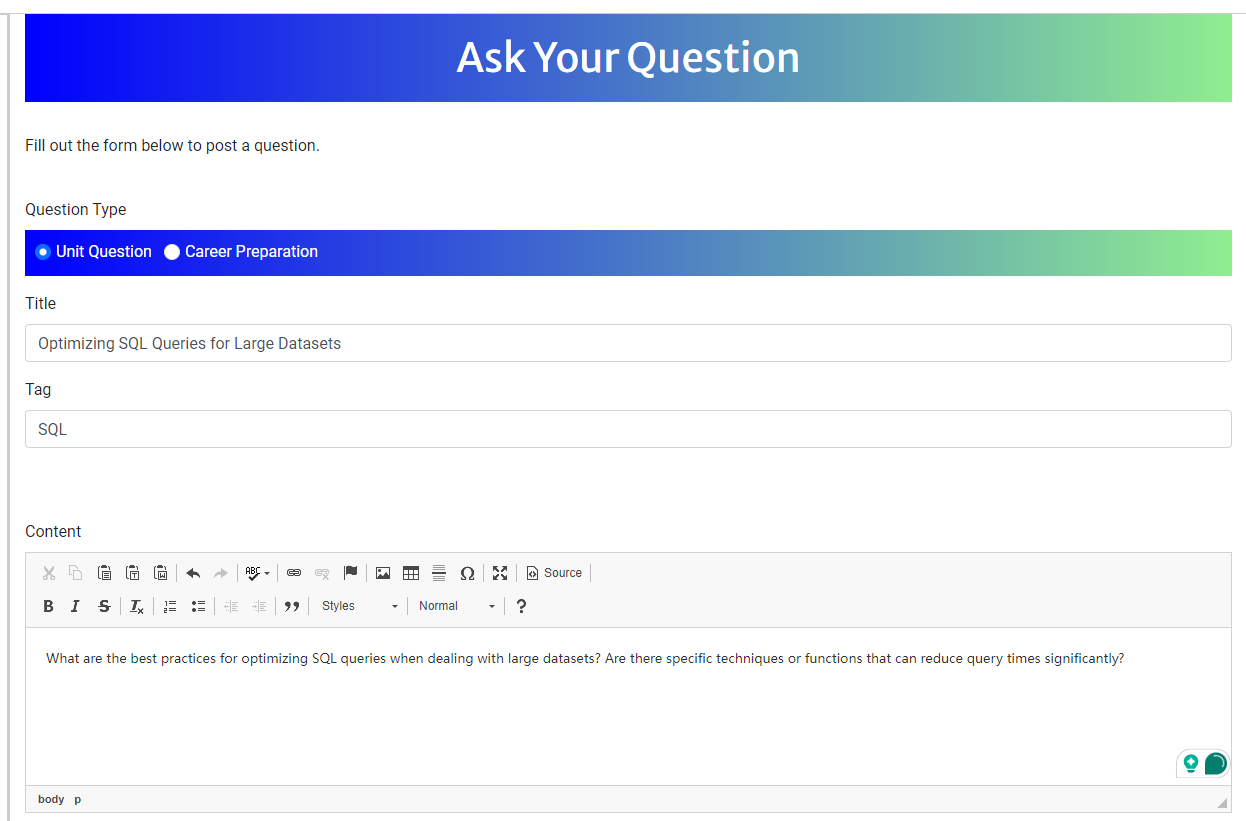 Ask Your Question
Fill out the form below to post a question.
Question Type
Unit Question Career Preparation
Title
Optimizing SQL Queries for Large Datasets
Tag
SQL
Content
ABC Source
B I S Tx Styles Normal ?
What are the best practices for optimizing SQL queries when dealing with large datasets? Are there specific techniques or functions that can reduce query times significantly?
body p